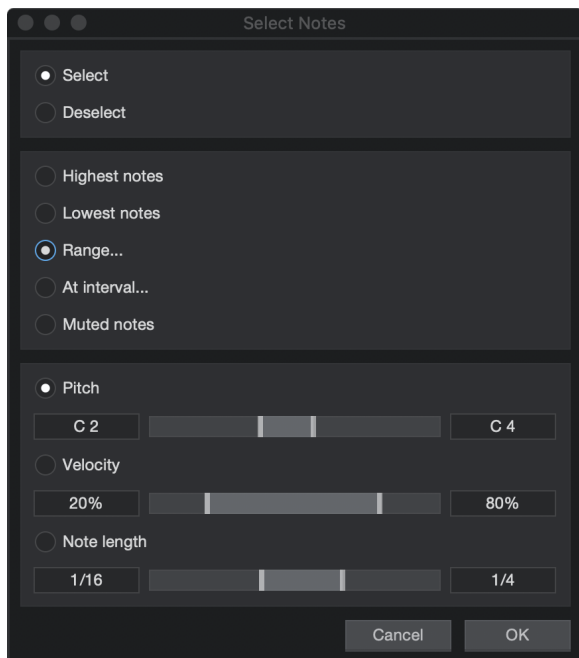 Select Notes
Select
Deselect
Highest notes
Lowest notes
Range...
At interval...
Muted notes
Pitch
C 2 C 4
Velocity
20% 80%
Note length
1/16 1/4
Cancel OK